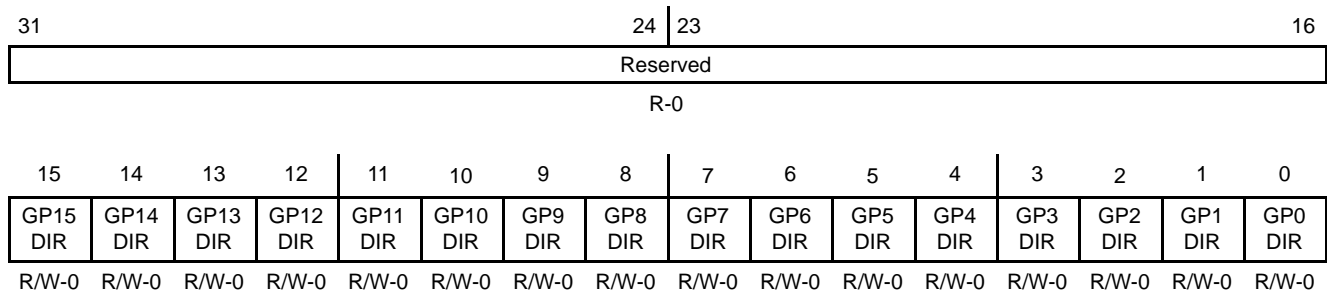 31 24 23 16
Reserved
R-0
15 14 13 12 11 10 9 8 7 6 5 4 3 2 1 0
GP15 GP14 GP13 GP12 GP11 GP10 GP9 GP8 GP7 GP6 GP5 GP4 GP3 GP2 GP1 GP0
DIR DIR DIR DIR DIR DIR DIR DIR DIR DIR DIR DIR DIR DIR DIR DIR
R/W-0 R/W-0 R/W-0 R/W-0 R/W-0 R/W-0 R/W-0 R/W-0 R/W-0 R/W-0 R/W-0 R/W-0 R/W-0 R/W-0 R/W-0 R/W-0